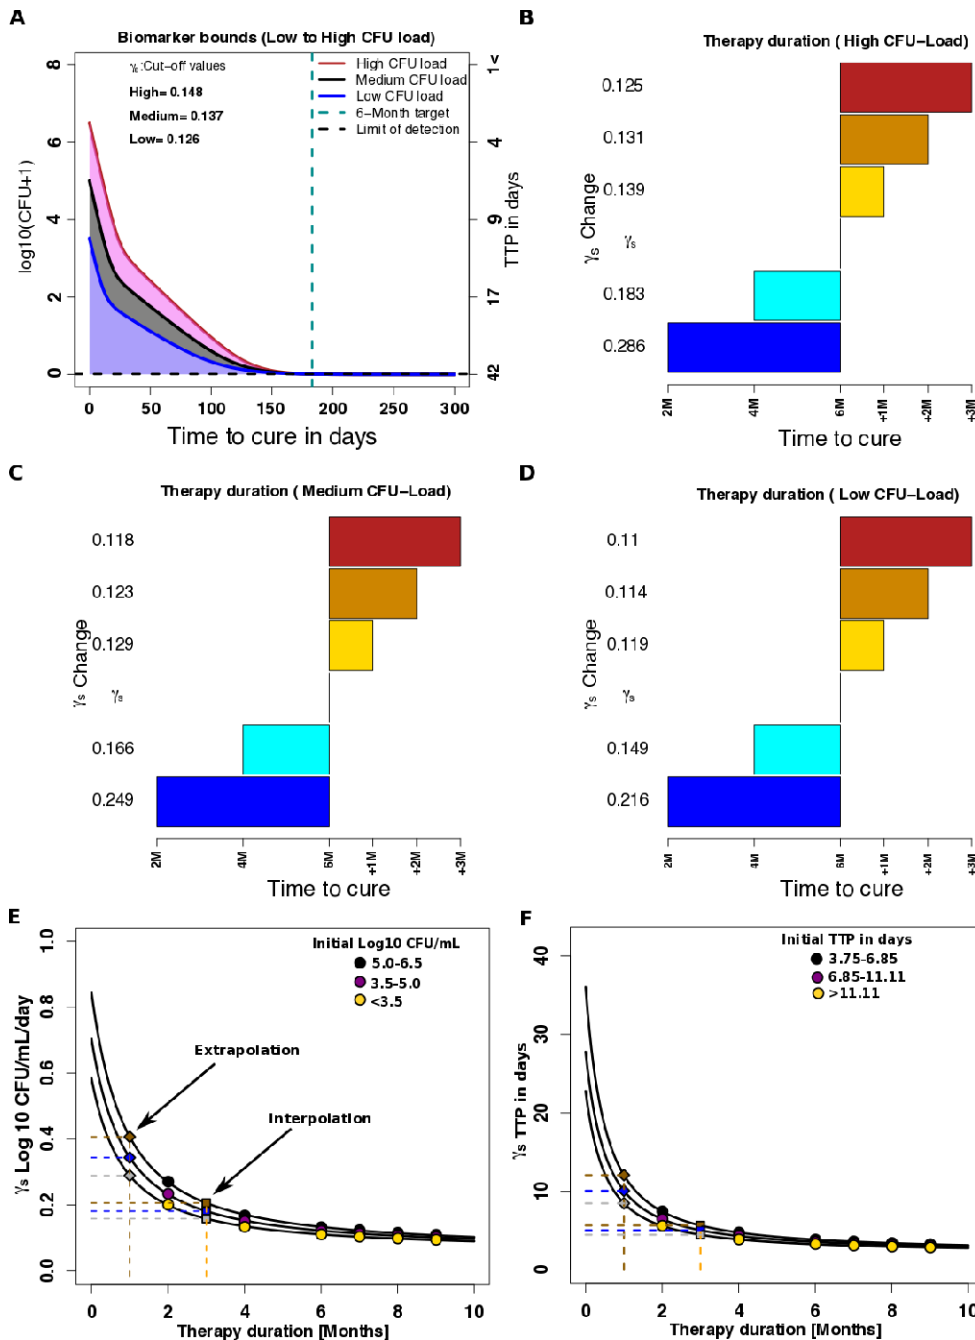 A
Biomarker bounds (Low to High CFU load)
γs :Cut-off values
High= 0.148
Medium= 0.137
Low= 0.126
High CFU load
Medium CFU load
Low CFU load
6-Month target
Limit of detection
log10(CFU+1)
0
2
4
6
8
TTP in days
1<
4
9
17
42
0
50
100
150
200
250
300
Time to cure in days
B
Therapy duration ( High CFU-Load)
γs Change
0.125
0.131
0.139
γs
0.183
0.286
2M
4M
6M
+1M
+2M
+3M
Time to cure
C
Therapy duration ( Medium CFU-Load)
γs Change
0.118
0.123
0.129
γs
0.166
0.249
2M
4M
6M
+1M
+2M
+3M
Time to cure
D
Therapy duration ( Low CFU-Load)
γs Change
0.11
0.114
0.119
γs
0.149
0.216
2M
4M
6M
+1M
+2M
+3M
Time to cure
E
Initial Log10 CFU/mL
5.0-6.5
3.5-5.0
<3.5
Extrapolation
Interpolation
γs Log 10 CFU/mL/day
0.0
0.2
0.4
0.6
0.8
1.0
0
2
4
6
8
10
Therapy duration [Months]
F
Initial TTP in days
3.75-6.85
6.85-11.11
>11.11
γs TTP in days
0
10
20
30
40
0
2
4
6
8
10
Therapy duration [Months]